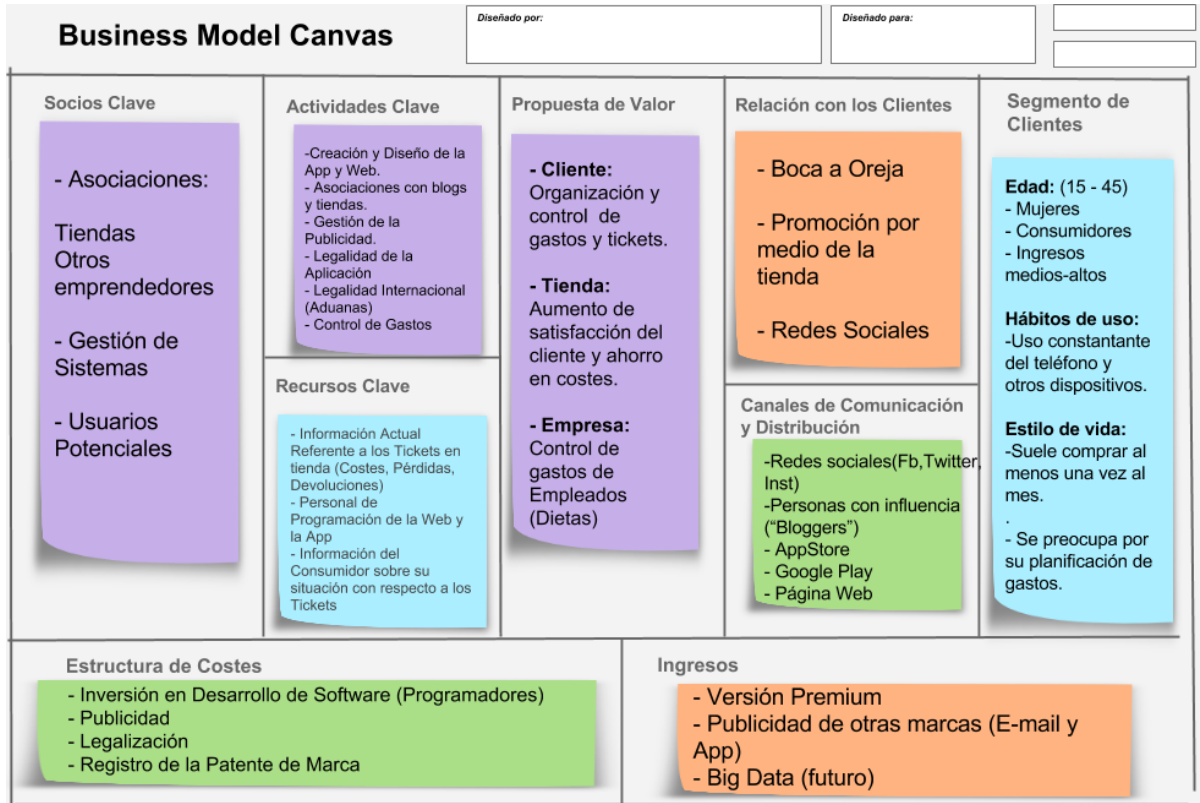 Business Model Canvas
Diseñado por:
Diseñado para:
Socios Clave
- Asociaciones:
Tiendas
Otros
emprendedores
- Gestión de
Sistemas
- Usuarios
Potenciales
Actividades Clave
-Creación y Diseño de la
App y Web.
- Asociaciones con blogs
y tiendas.
- Gestión de la
Publicidad.
- Legalidad de la
Aplicación
- Legalidad Internacional
(Aduanas)
- Control de Gastos
Recursos Clave
- Información Actual
Referente a los Tickets en
tienda (Costes, Pérdidas,
Devoluciones)
- Personal de
Programación de la Web y
la App
- Información del
Consumidor sobre su
situación con respecto a los
Tickets
Propuesta de Valor
- Cliente:
Organización y
control de
gastos y tickets.
- Tienda:
Aumento de
satisfacción del
cliente y ahorro
en costes.
- Empresa:
Control de
gastos de
Empleados
(Dietas)
Relación con los Clientes
- Boca a Oreja
- Promoción por
medio de la
tienda
- Redes Sociales
Canales de Comunicación
y Distribución
-Redes sociales(Fb,Twitter,
Inst)
-Personas con influencia
(“Bloggers”)
- AppStore
- Google Play
- Página Web
Segmento de
Clientes
Edad: (15 - 45)
- Mujeres
- Consumidores
- Ingresos
medios-altos
Hábitos de uso:
-Uso constantante
del teléfono y
otros dispositivos.
Estilo de vida:
-Suele comprar al
menos una vez al
mes.
.
- Se preocupa por
su planificación de
gastos.
Estructura de Costes
- Inversión en Desarrollo de Software (Programadores)
- Publicidad
- Legalización
- Registro de la Patente de Marca
Ingresos
- Versión Premium
- Publicidad de otras marcas (E-mail y
App)
- Big Data (futuro)